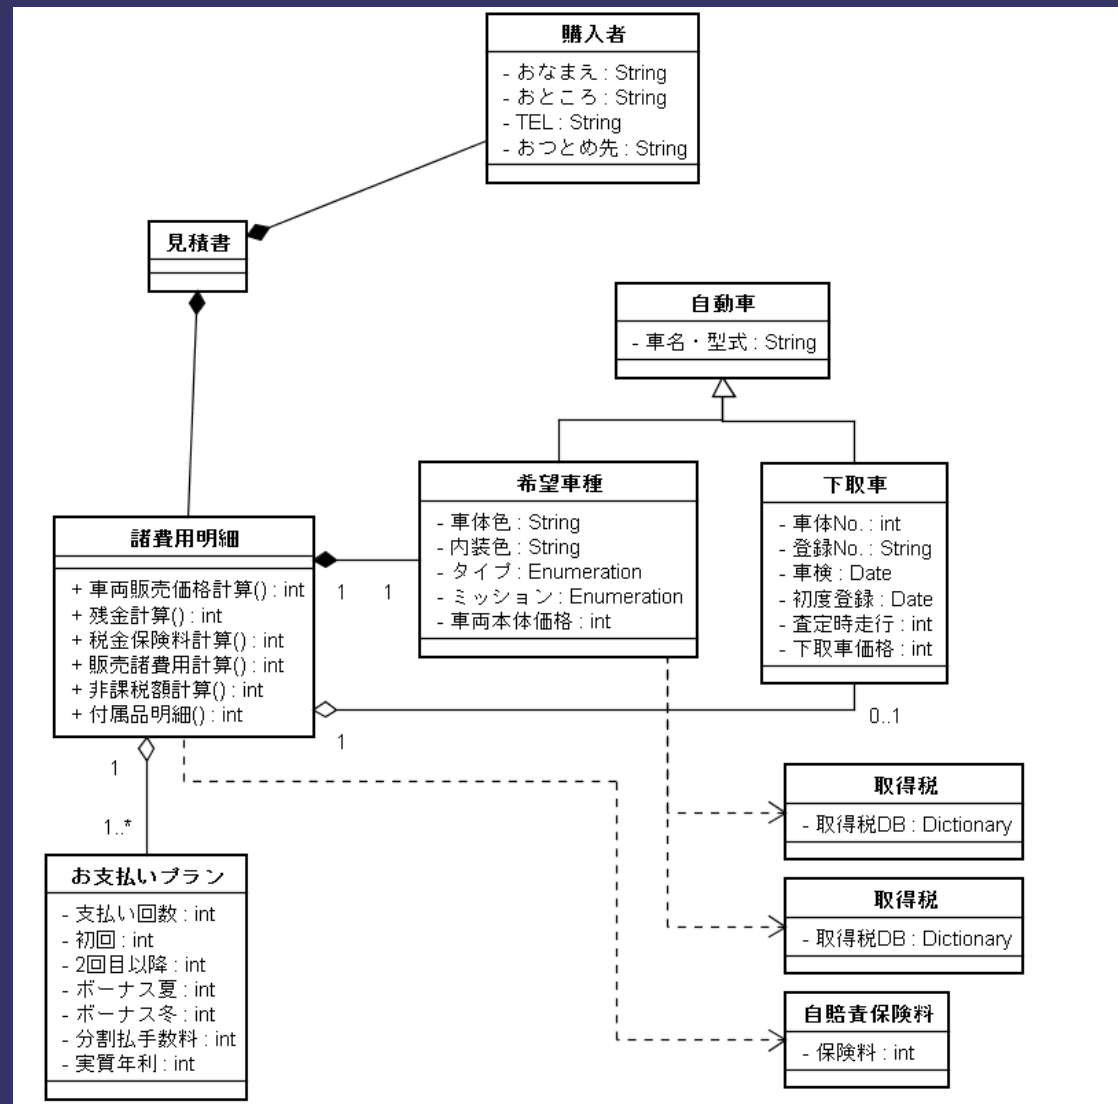 購入者
- おなまえ : String
- おところ : String
- TEL : String
- おつとめ先 : String
見積書
自動車
- 車名・型式 : String
希望車種
- 車体色 : String
- 内装色 : String
- タイプ : Enumeration
- ミッション : Enumeration
- 車両本体価格 : int
下取車
- 車体No. : int
- 登録No. : String
- 車検 : Date
- 初度登録 : Date
- 査定時走行 : int
- 下取車価格 : int
諸費用明細
+ 車両販売価格計算() : int
+ 残金計算() : int
+ 税金保険料計算() : int
+ 販売諸費用計算() : int
+ 非課税額計算() : int
+ 付属品明細() : int
1
1
1
0..1
1
1..*
お支払いプラン
- 支払い回数 : int
- 初回 : int
- 2回目以降 : int
- ボーナス夏 : int
- ボーナス冬 : int
- 分割払手数料 : int
- 実質年利 : int
取得税
- 取得税DB : Dictionary
取得税
- 取得税DB : Dictionary
自賠責保険料
- 保険料 : int